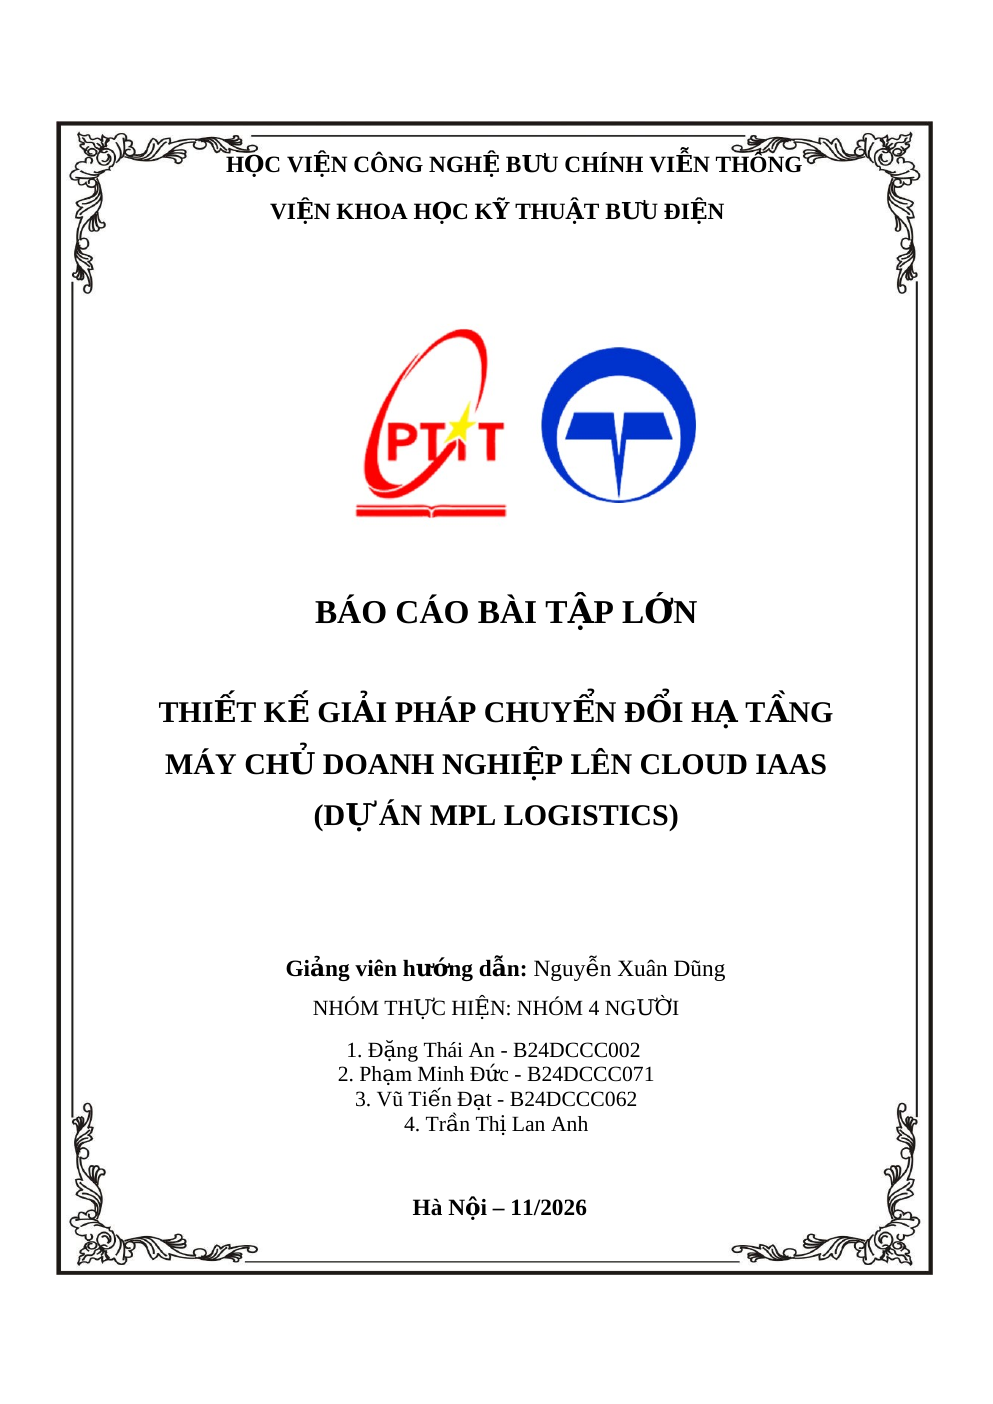 HỌC VIỆN CÔNG NGHỆ BƯU CHÍNH VIỄN THÔNG
VIỆN KHOA HỌC KỸ THUẬT BƯU ĐIỆN
PTIT
BÁO CÁO BÀI TẬP LỚN
THIẾT KẾ GIẢI PHÁP CHUYỂN ĐỔI HẠ TẦNG
MÁY CHỦ DOANH NGHIỆP LÊN CLOUD IAAS
(DỰ ÁN MPL LOGISTICS)
Giảng viên hướng dẫn: Nguyễn Xuân Dũng
NHÓM THỰC HIỆN: NHÓM 4 NGƯỜI
1. Đặng Thái An - B24DCCC002
2. Phạm Minh Đức - B24DCCC071
3. Vũ Tiến Đạt - B24DCCC062
4. Trần Thị Lan Anh
Hà Nội – 11/2026